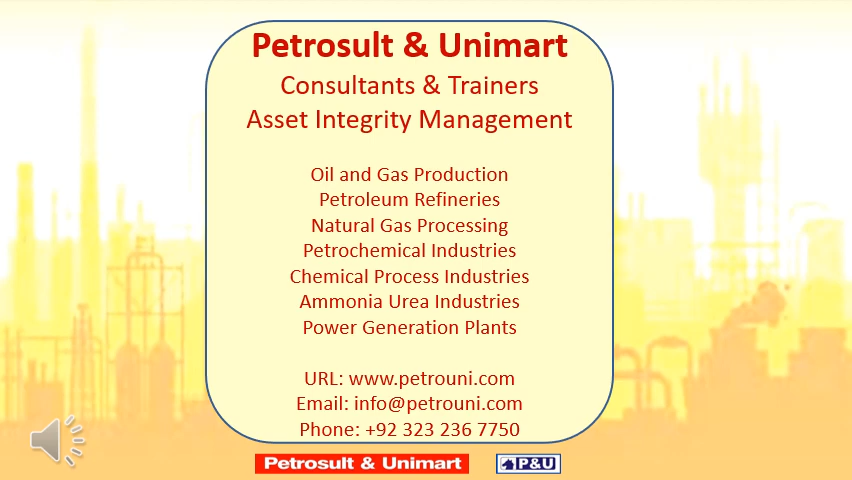 Petrosult & Unimart
Consultants & Trainers
Asset Integrity Management
Oil and Gas Production
Petroleum Refineries
Natural Gas Processing
Petrochemical Industries
Chemical Process Industries
Ammonia Urea Industries
Power Generation Plants
URL: www.petrouni.com
Email: info@petrouni.com
Phone: +92 323 236 7750
Petrosult & Unimart
P&U